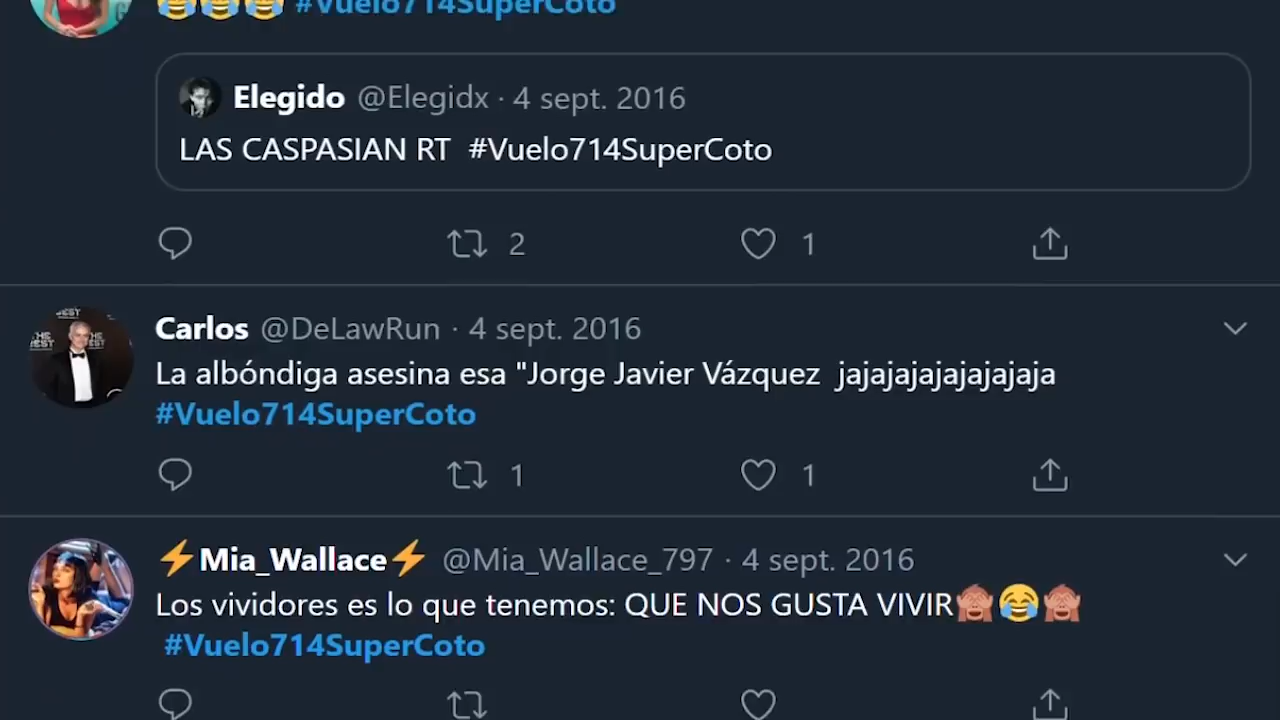 😂😂😂 #Vuelo714SuperCoto
Elegido @Elegidx · 4 sept. 2016
LAS CASPASIAN RT #Vuelo714SuperCoto
2 1
Carlos @DeLawRun · 4 sept. 2016
La albóndiga asesina esa "Jorge Javier Vázquez jajajajajajajajaja
#Vuelo714SuperCoto
1 1
⚡Mia_Wallace⚡ @Mia_Wallace_797 · 4 sept. 2016
Los vividores es lo que tenemos: QUE NOS GUSTA VIVIR🙈😂🙈
#Vuelo714SuperCoto